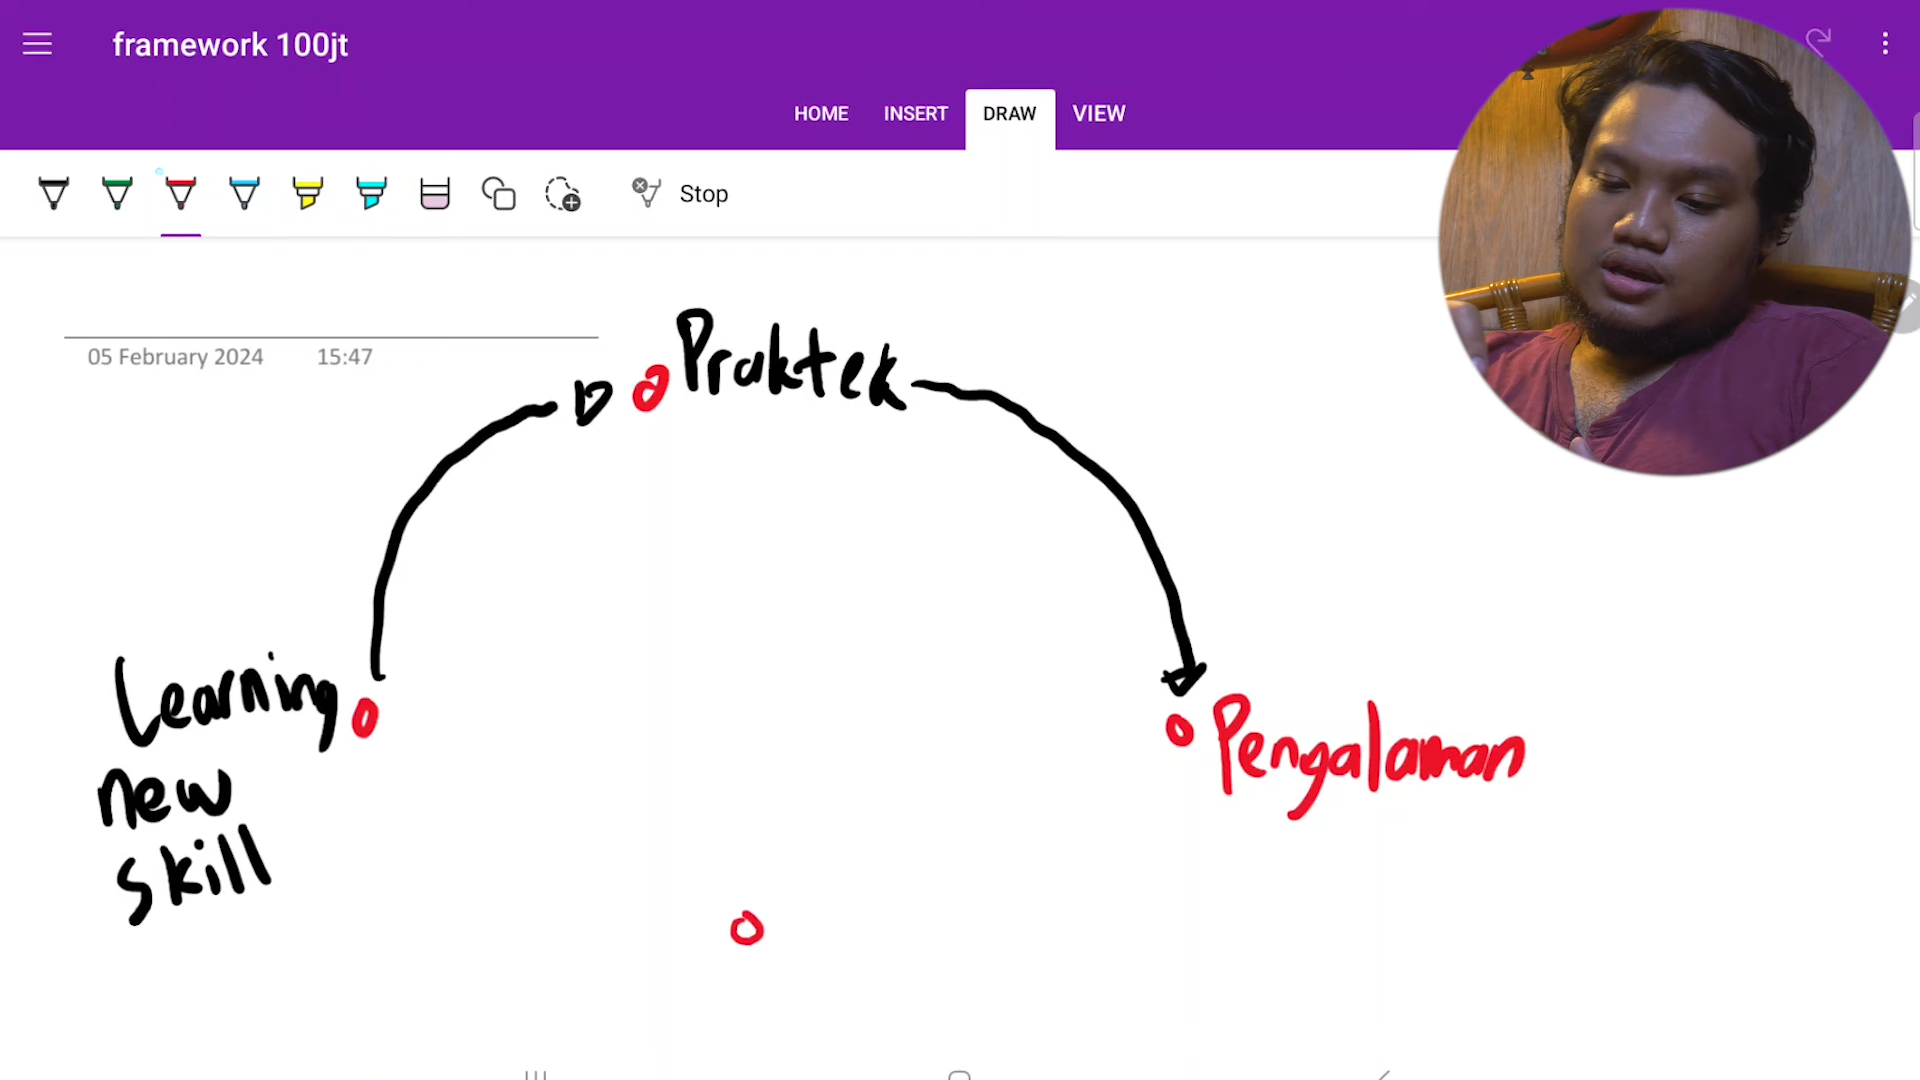 framework 100jt
HOME INSERT DRAW VIEW
Stop
05 February 2024 15:47
Praktek
Learning
new
skill
Pengalaman